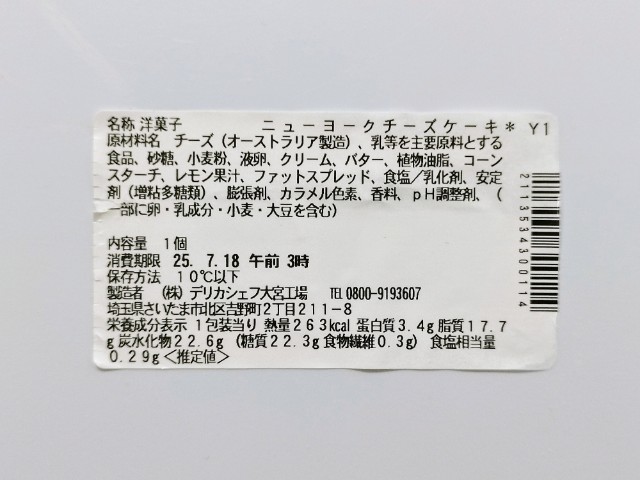 名称 洋菓子 ニューヨークチーズケーキ* Y1
原材料名 チーズ(オーストラリア製造)、乳等を主要原料とする
食品、砂糖、小麦粉、液卵、クリーム、バター、植物油脂、コーン
スターチ、レモン果汁、ファットスプレッド、食塩/乳化剤、安定
剤(増粘多糖類)、膨張剤、カラメル色素、香料、pH調整剤、(
一部に卵・乳成分・小麦・大豆を含む)
内容量 1個
消費期限 25. 7.18 午前 3時
保存方法 10℃以下
製造者 (株)デリカシェフ大宮工場 TEL 0800-9193607
埼玉県さいたま市北区吉野町2丁目211-8
栄養成分表示 1包装当り 熱量263kcal 蛋白質3.4g 脂質17.7
g 炭水化物22.6g (糖質22.3g 食物繊維0.3g) 食塩相当量
0.29g<推定値>
2113534300114